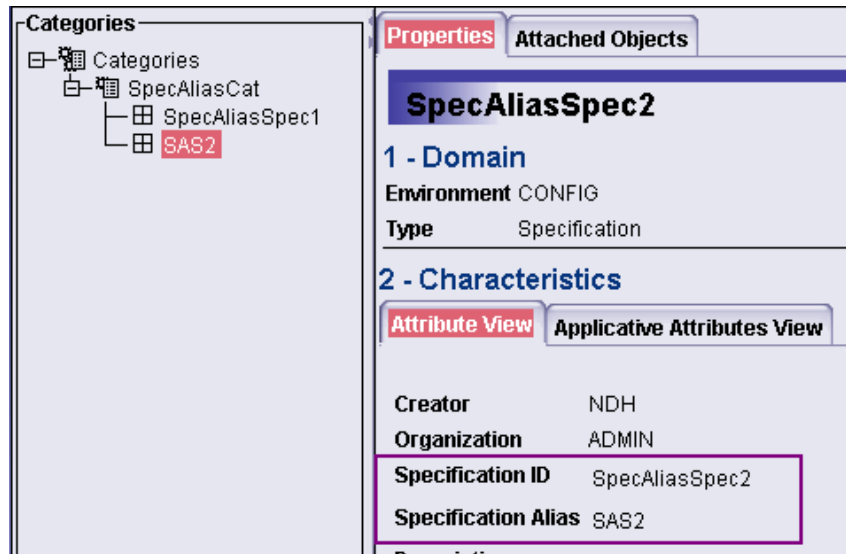 Categories
Categories
SpecAliasCat
SpecAliasSpec1
SAS2
Properties Attached Objects
SpecAliasSpec2
1 - Domain
Environment CONFIG
Type Specification
2 - Characteristics
Attribute View Applicative Attributes View
Creator NDH
Organization ADMIN
Specification ID SpecAliasSpec2
Specification Alias SAS2